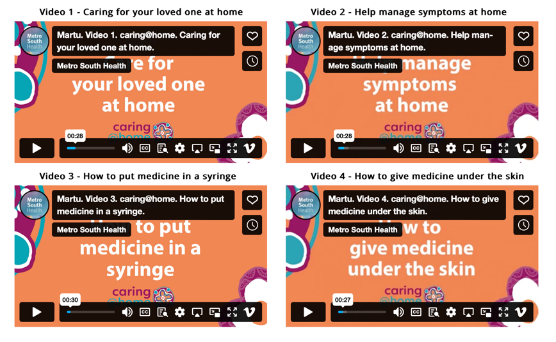 Video 1 - Caring for your loved one at home
Metro
South
Health
Martu. Video 1. caring@home. Caring for
your loved one at home.
Metro South Health
for
your loved one
at home
caring
@home
00:28
CC
Video 2 - Help manage symptoms at home
Metro
South
Health
Martu. Video 2. caring@home. Help man-
age symptoms at home.
Metro South Health
manage
symptoms
at home
caring
@home
00:28
CC
Video 3 - How to put medicine in a syringe
Metro
South
Health
Martu. Video 3. caring@home. How to put
medicine in a syringe.
Metro South Health
to put
medicine in a
syringe
caring
@home
00:30
CC
Video 4 - How to give medicine under the skin
Metro
South
Health
Martu. Video 4. caring@home. How to give
medicine under the skin.
Metro South Health
to
give medicine
under the skin
caring
@home
00:27
CC